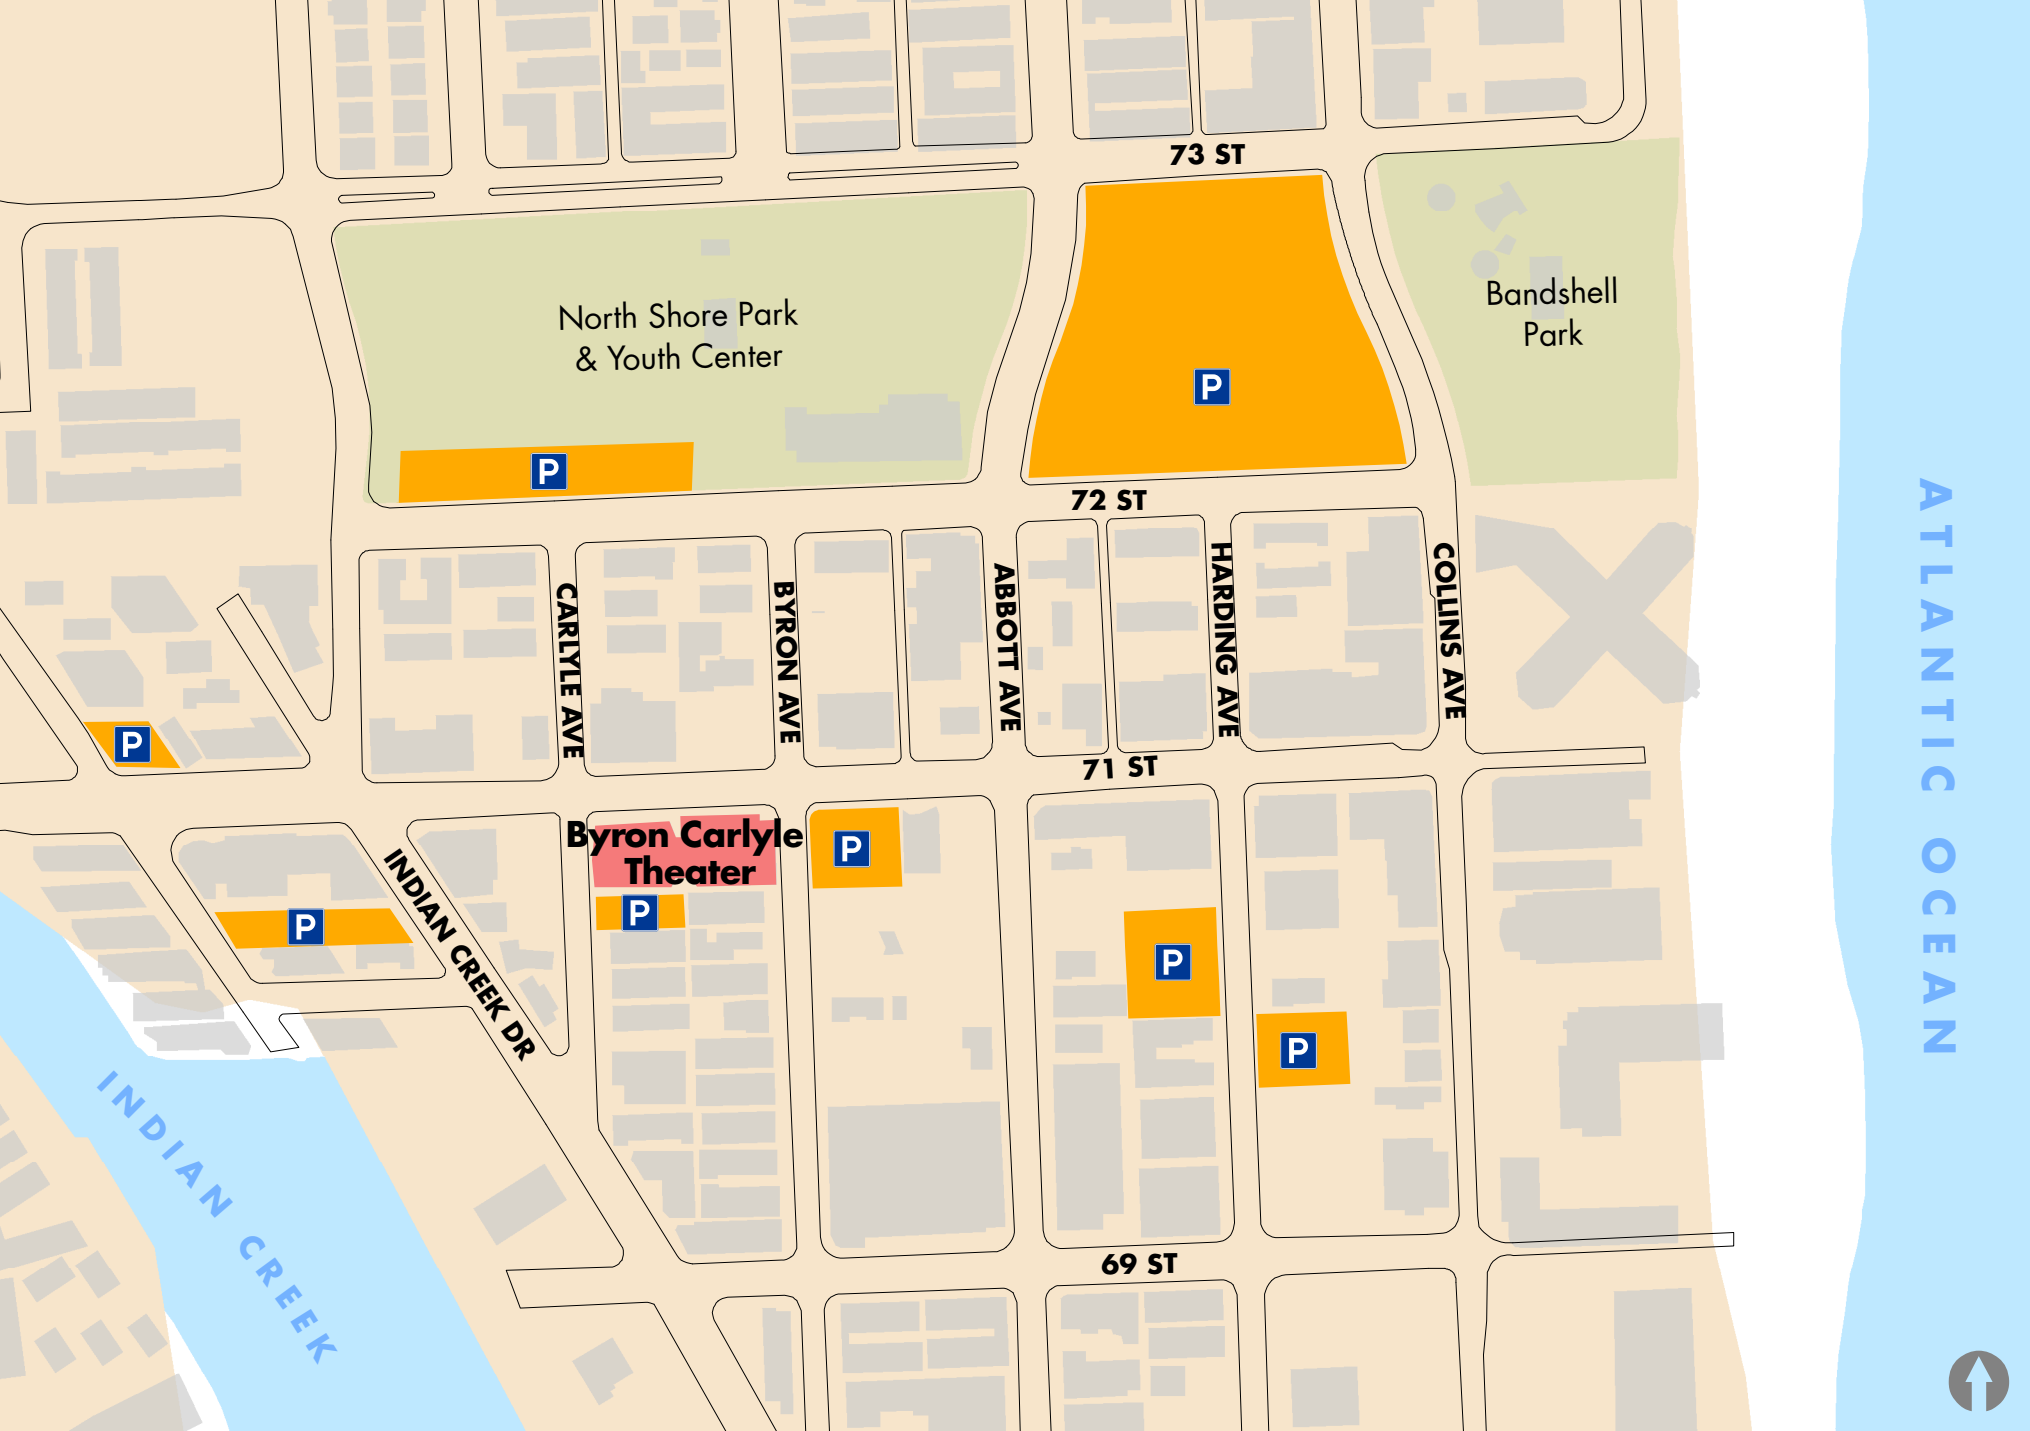 73 ST
North Shore Park
& Youth Center
Bandshell
Park
P
P
72 ST
CARLYLE AVE
BYRON AVE
ABBOTT AVE
HARDING AVE
COLLINS AVE
ATLANTIC OCEAN
P
71 ST
Byron Carlyle
Theater
P
P
P
INDIAN CREEK DR
P
P
INDIAN CREEK
69 ST